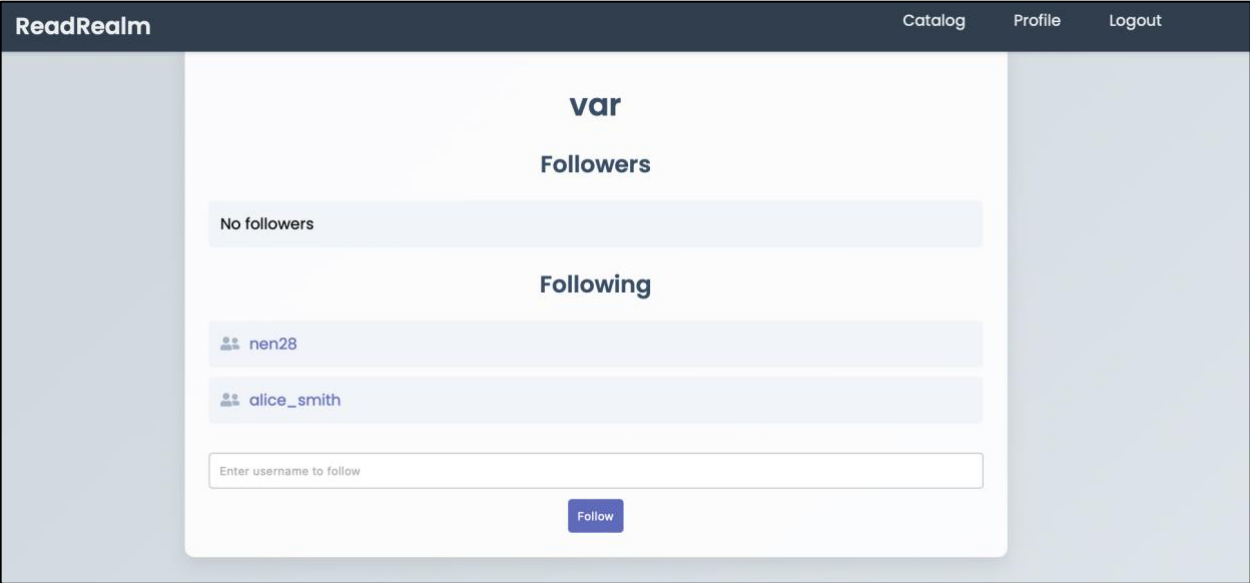 ReadRealm Catalog Profile Logout
var
Followers
No followers
Following
nen28
alice_smith
Enter username to follow
Follow